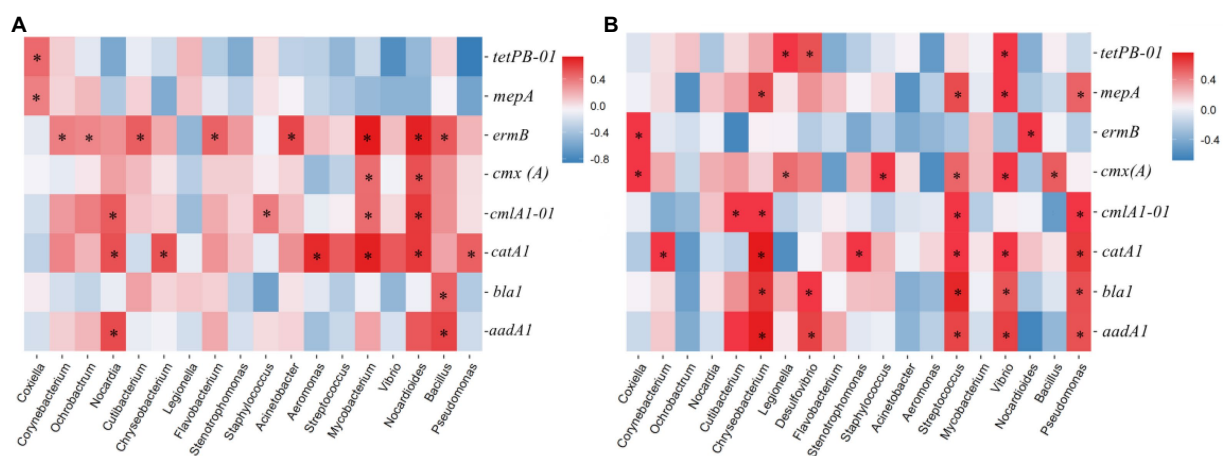 A
tetPB-01
mepA
ermB
cmx (A)
cmlA1-01
catA1
bla1
aadA1
0.4
0.0
-0.4
-0.8
*
*
* * * * * * * *
* *
* * * *
* * * * * *
*
* *
Coxiella
Corynebacterium
Ochrobactrum
Nocardia
Cutibacterium
Chryseobacterium
Legionella
Flavobacterium
Stenotrophomonas
Staphylococcus
Acinetobacter
Aeromonas
Streptococcus
Mycobacterium
Vibrio
Nocardioides
Bacillus
Pseudomonas
B
tetPB-01
mepA
ermB
cmx(A)
cmlA1-01
catA1
bla1
aadA1
0.4
0.0
-0.4
* * *
* * * *
* *
* * * * * *
* * * *
* * * * * *
* * * * *
* * * * *
Coxiella
Corynebacterium
Ochrobactrum
Nocardia
Cutibacterium
Chryseobacterium
Legionella
Desulfovibrio
Flavobacterium
Stenotrophomonas
Staphylococcus
Acinetobacter
Aeromonas
Streptococcus
Mycobacterium
Vibrio
Nocardioides
Bacillus
Pseudomonas